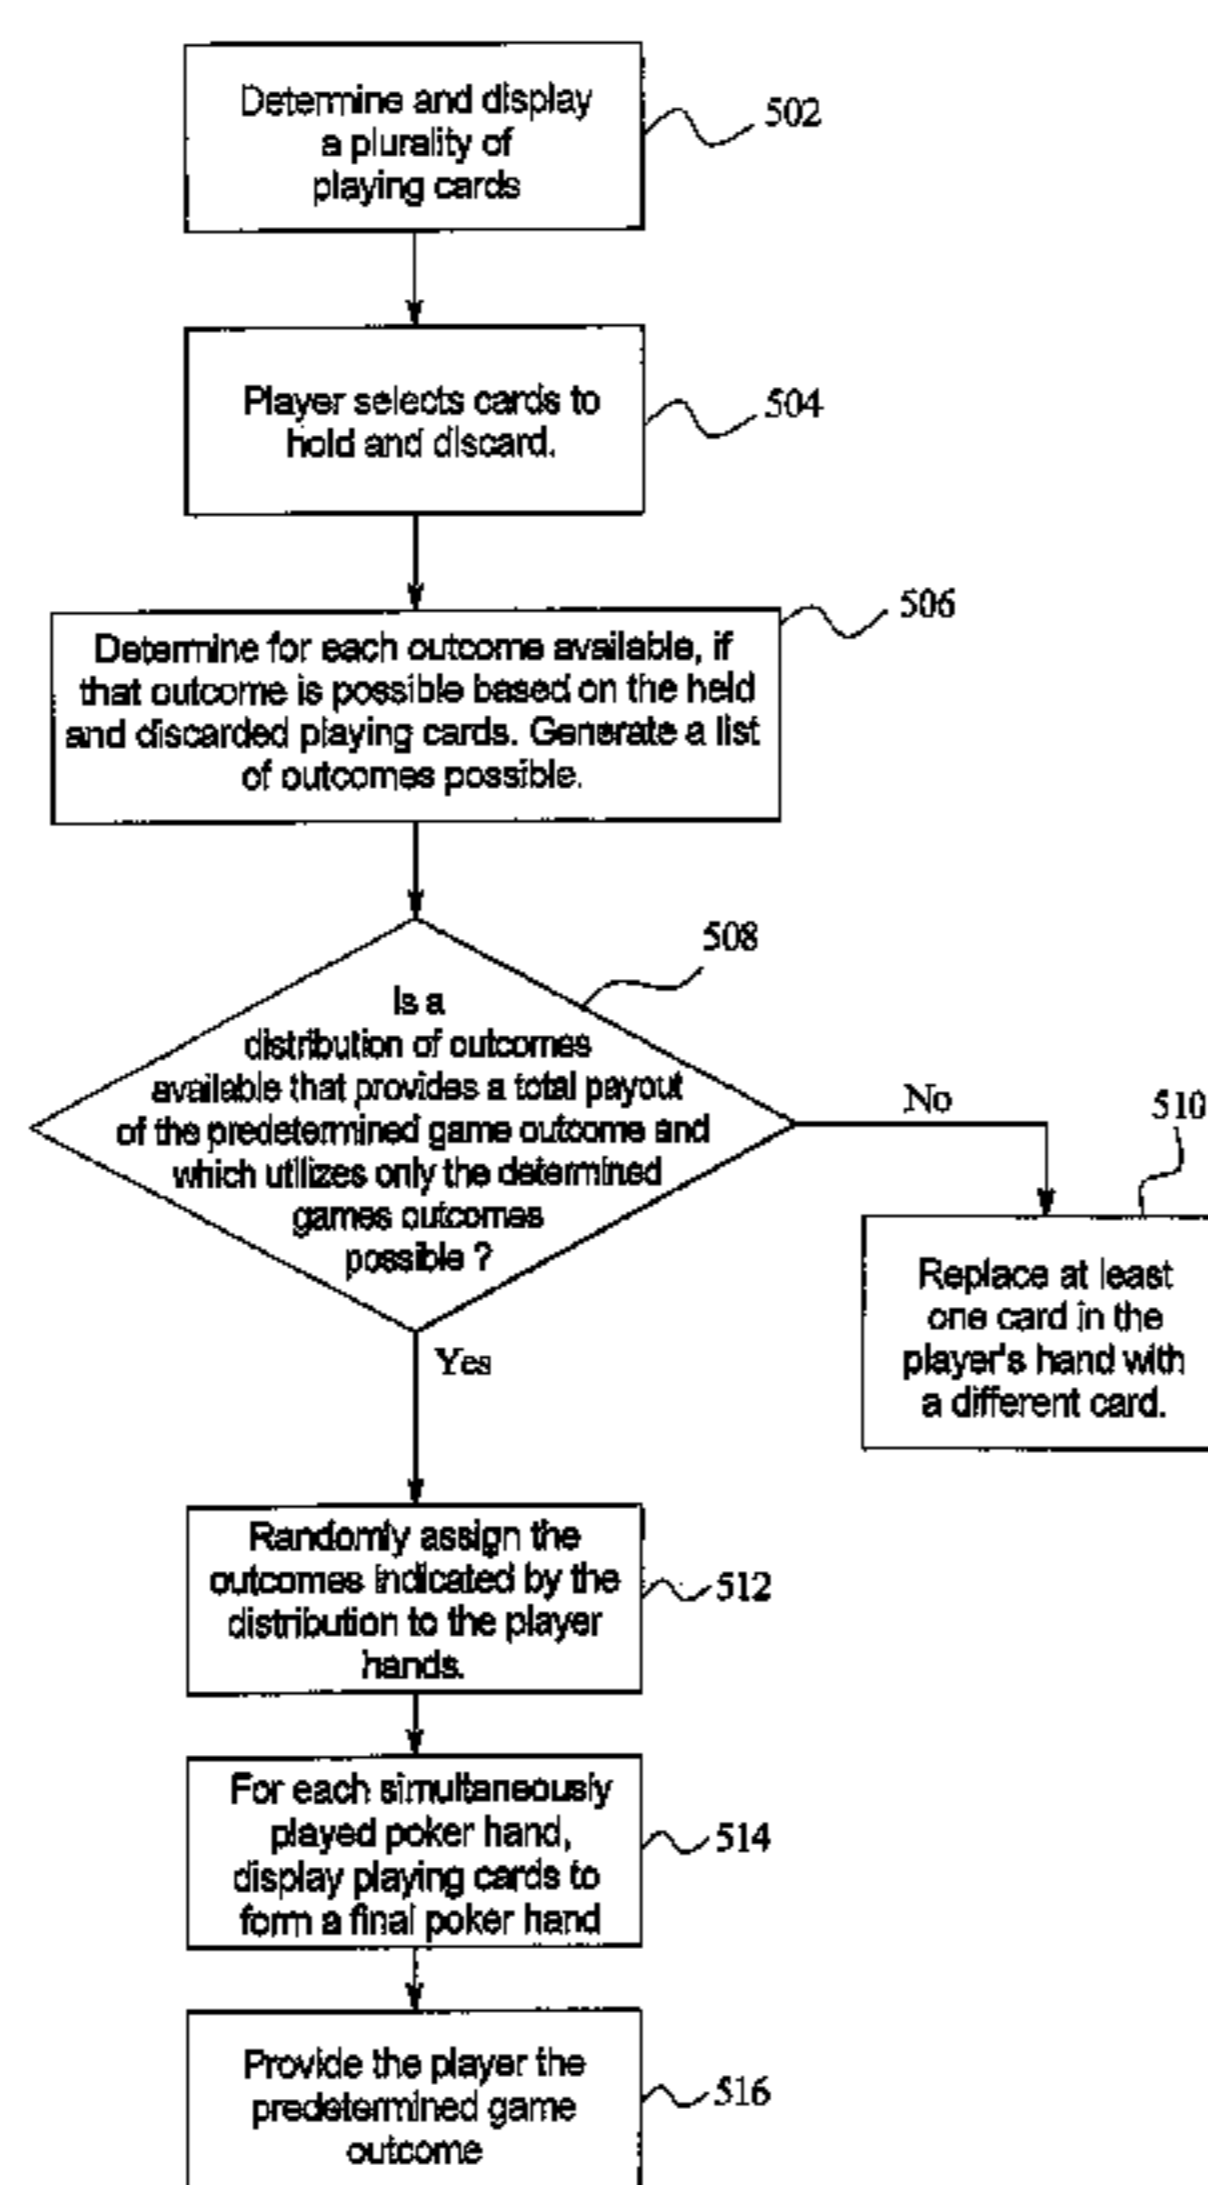 Determine and display
a plurality of
playing cards
502
Player selects cards to
hold and discard.
504
506
Determine for each outcome available, if
that outcome is possible based on the held
and discarded playing cards. Generate a list
of outcomes possible.
508
Is a
distribution of outcomes
available that provides a total payout
of the predetermined game outcome and
which utilizes only the determined
games outcomes
possible ?
No
510
Replace at least
one card in the
player's hand with
a different card.
Yes
Randomly assign the
outcomes indicated by the
distribution to the player
hands.
512
For each simultaneously
played poker hand,
display playing cards to
form a final poker hand
514
Provide the player the
predetermined game
outcome
516